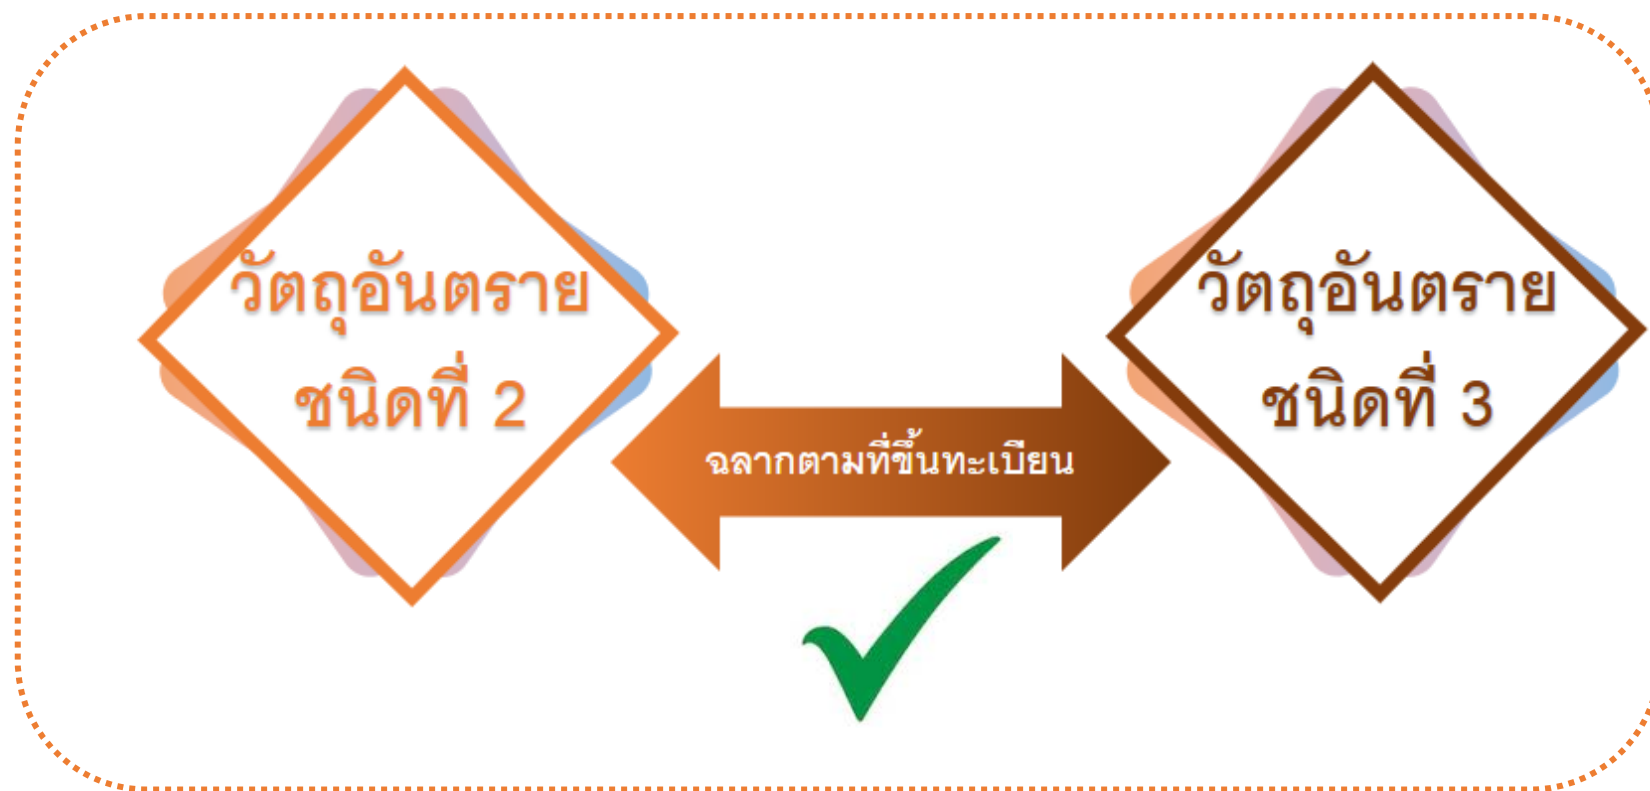 วัตถุอันตราย
ชนิดที่ 2
ฉลากตามที่ขึ้นทะเบียน
วัตถุอันตราย
ชนิดที่ 3